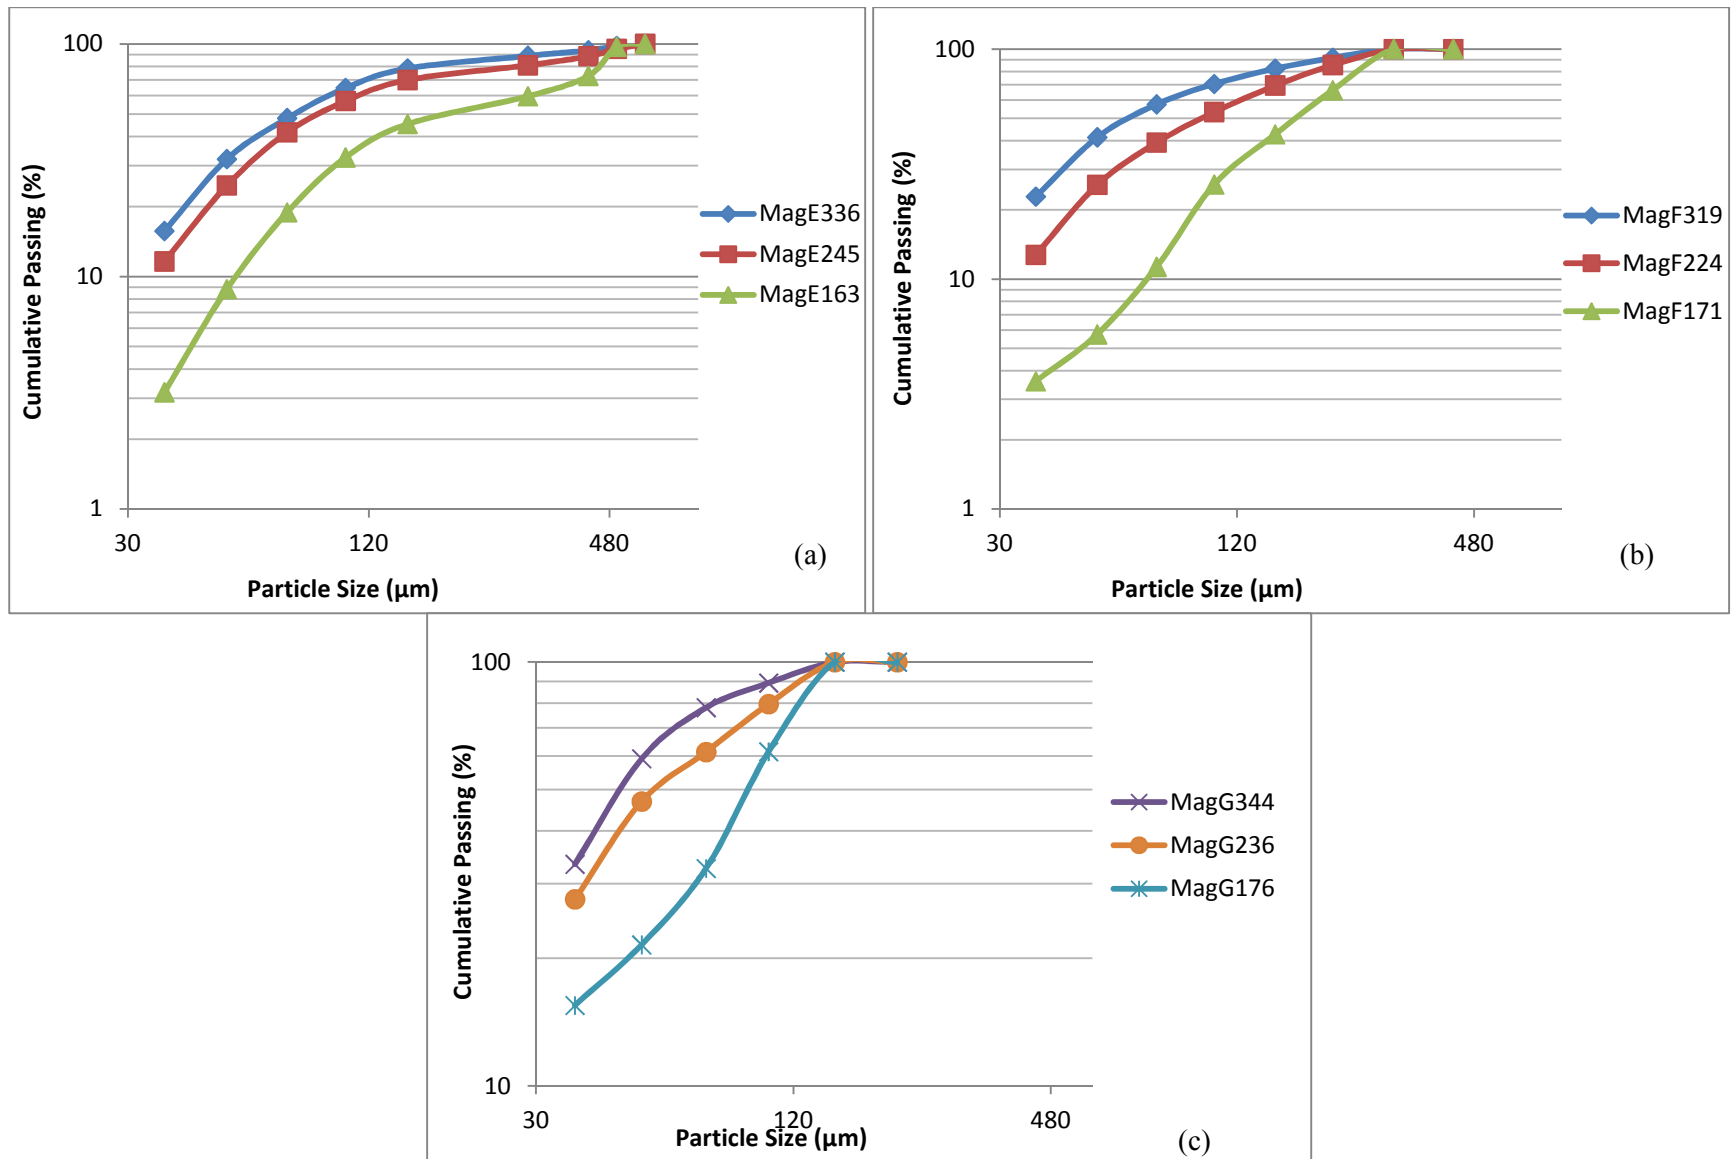 100
10
1
30
120
480
Cumulative Passing (%)
Particle Size (μm)
MagE336
MagE245
MagE163
(a)
100
10
1
30
120
480
Cumulative Passing (%)
Particle Size (μm)
MagF319
MagF224
MagF171
(b)
100
10
30
120
480
Cumulative Passing (%)
Particle Size (μm)
MagG344
MagG236
MagG176
(c)